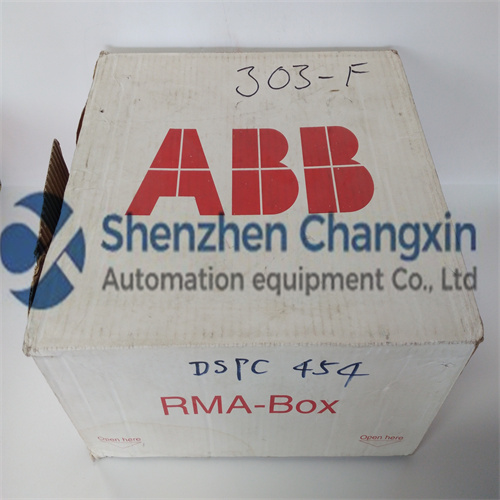 303-F
ABB
Shenzhen Changxin
Automation equipment Co., Ltd
DSPC 454
RMA-Box
Open here Open here